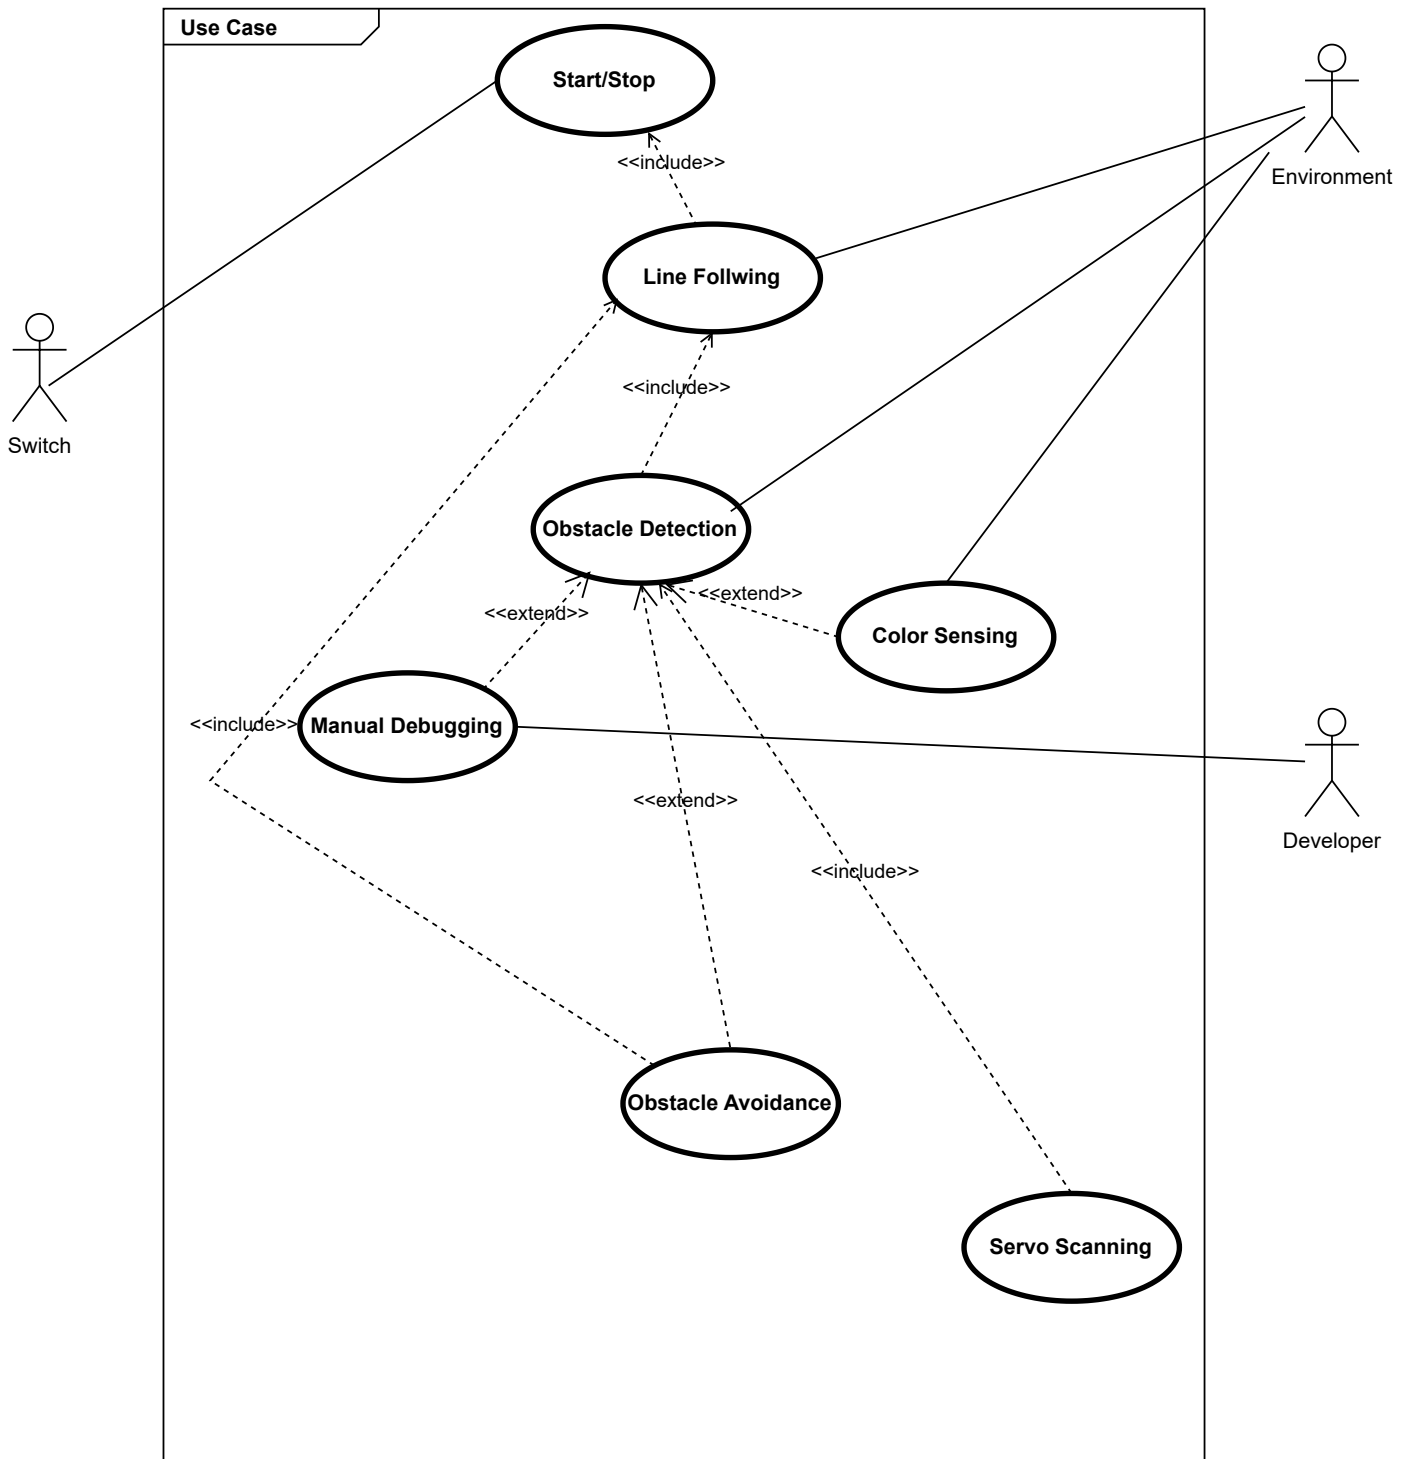 Use Case
Start/Stop
<<include>>
Environment
Line Follwing
<<include>>
Switch
Obstacle Detection
<<extend>>
<<extend>>
Color Sensing
<<include>>
Manual Debugging
<<extend>>
Developer
<<include>>
Obstacle Avoidance
Servo Scanning